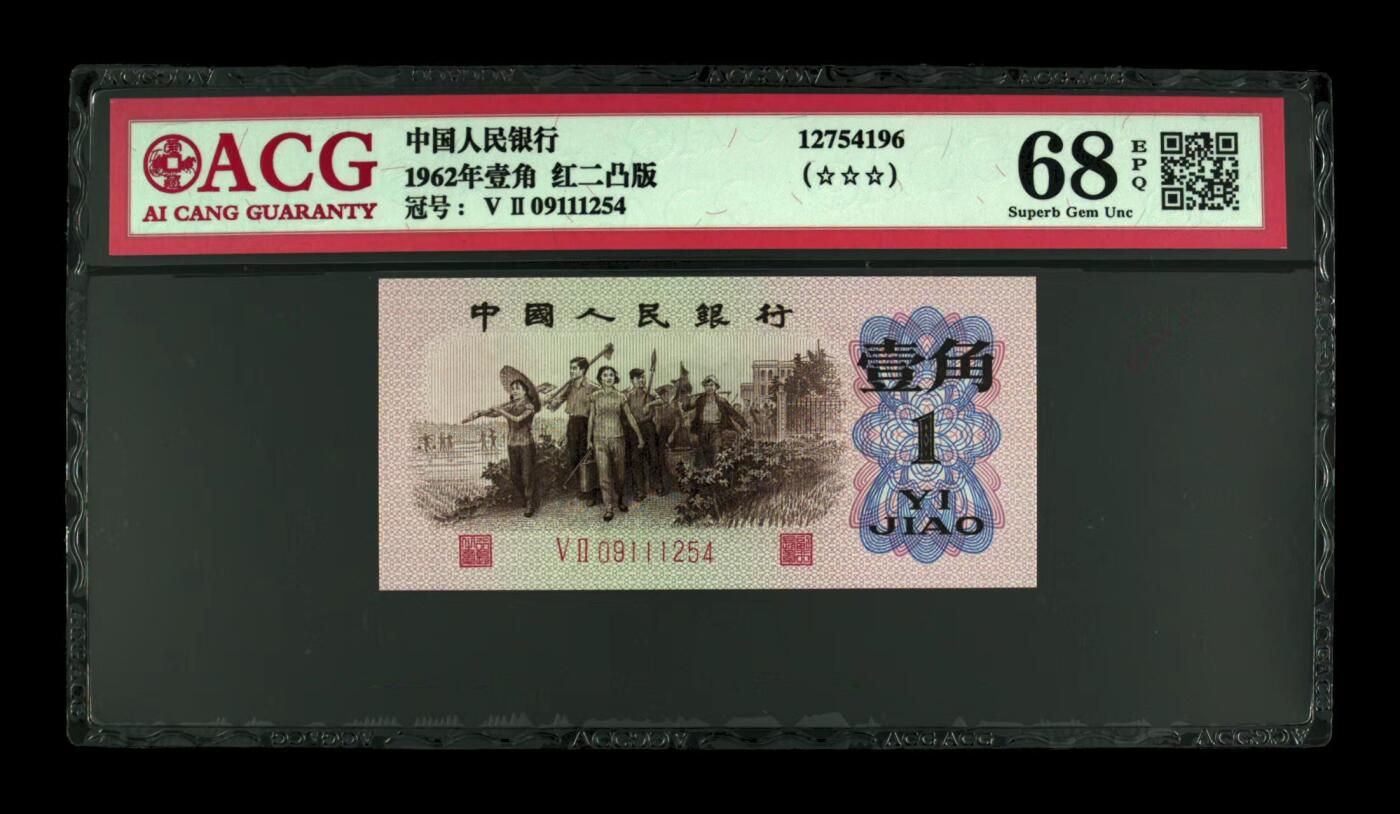 ACG
AI CANG GUARANTY
中国人民银行
1962年壹角 红二凸版
冠号：ⅤⅡ09111254
12754196
(☆☆☆)
68
EPQ
Superb Gem Unc
中國人民銀行
壹角
1
YI
JIAO
ⅤⅡ09111254